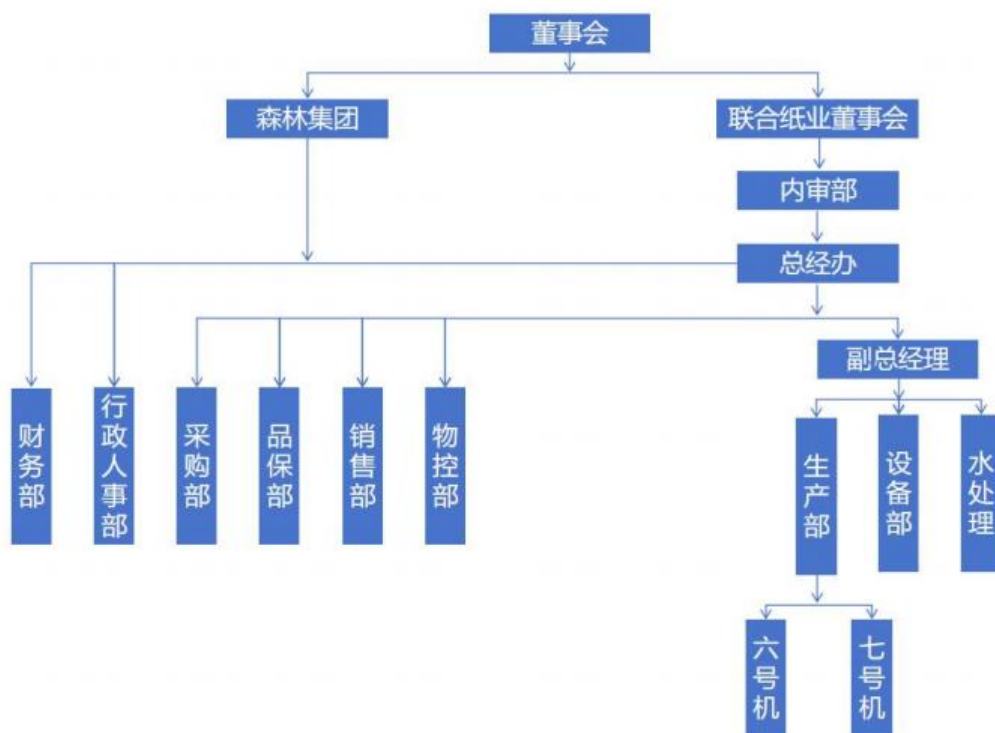 董事会
森林集团
联合纸业董事会
内审部
总经办
副总经理
财务部
行政人事部
采购部
品保部
销售部
物控部
生产部
设备部
水处理
六号机
七号机